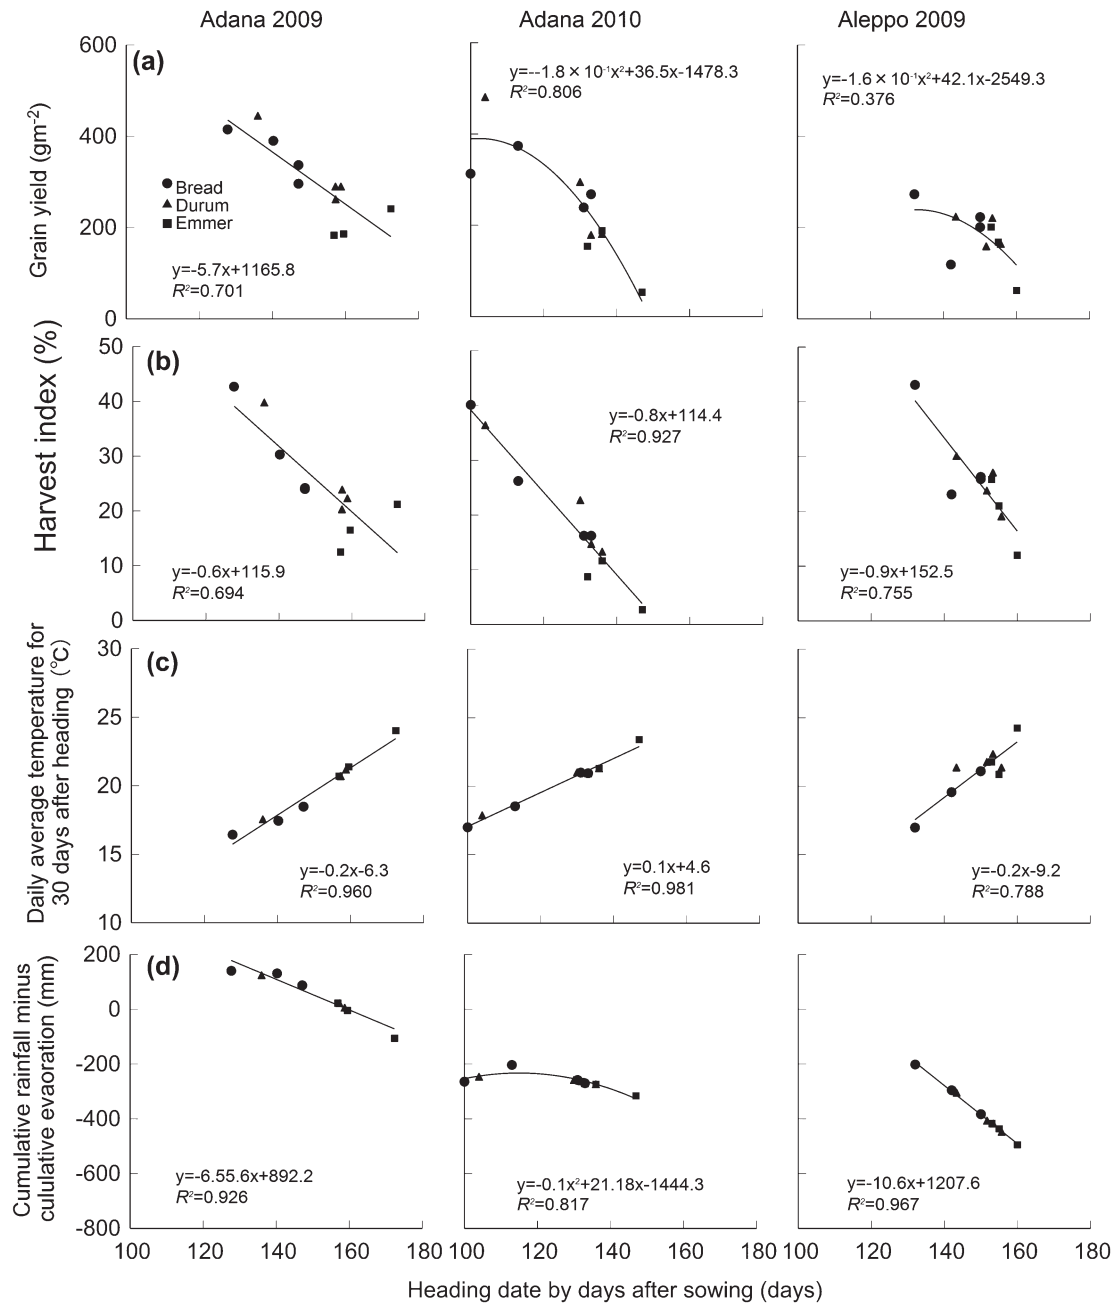 Adana 2009 Adana 2010 Aleppo 2009
600
400
200
0
Grain yield (gm⁻²)
(a)
● Bread
▲ Durum
■ Emmer
y=-5.7x+1165.8
R²=0.701
y=--1.8 × 10⁻¹x²+36.5x-1478.3
R²=0.806
-1.6 × 10⁻¹x²+42.1x-2549.3
R²=0.376
50
40
30
20
10
0
Harvest index (%)
(b)
y=-0.6x+115.9
R²=0.694
y=-0.8x+114.4
R²=0.927
y=-0.9x+152.5
R²=0.755
30
25
20
15
10
Daily average temperature for
30 days after heading (℃)
(c)
y=-0.2x-6.3
R²=0.960
y=0.1x+4.6
R²=0.981
y=-0.2x-9.2
R²=0.788
200
0
-200
-400
-600
-800
Cumulative rainfall minus
cululative evaoration (mm)
(d)
y=-6.55.6x+892.2
R²=0.926
y=-0.1x²+21.18x-1444.3
R²=0.817
y=-10.6x+1207.6
R²=0.967
100 120 140 160 180 100 120 140 160 180 100 120 140 160 180
Heading date by days after sowing (days)